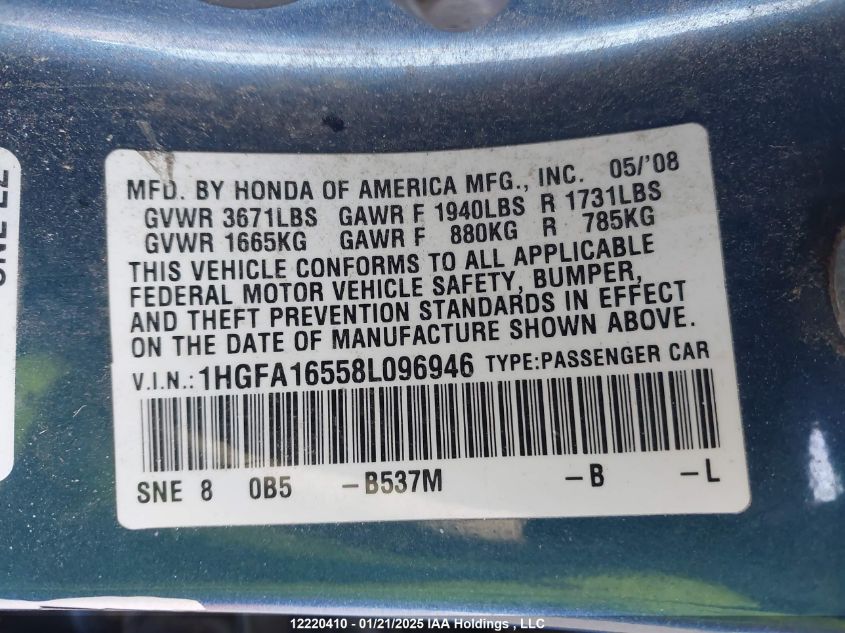 MFD. BY HONDA OF AMERICA MFG., INC. 05/'08
GVWR 3671LBS GAWR F 1940LBS R 1731LBS
GVWR 1665KG GAWR F 880KG R 785KG
THIS VEHICLE CONFORMS TO ALL APPLICABLE
FEDERAL MOTOR VEHICLE SAFETY, BUMPER,
AND THEFT PREVENTION STANDARDS IN EFFECT
ON THE DATE OF MANUFACTURE SHOWN ABOVE.
V.I.N.: 1HGFA16558L096946 TYPE:PASSENGER CAR
SNE 8 0B5 -B537M -B -L
12220410 - 01/21/2025 IAA Holdings , LLC